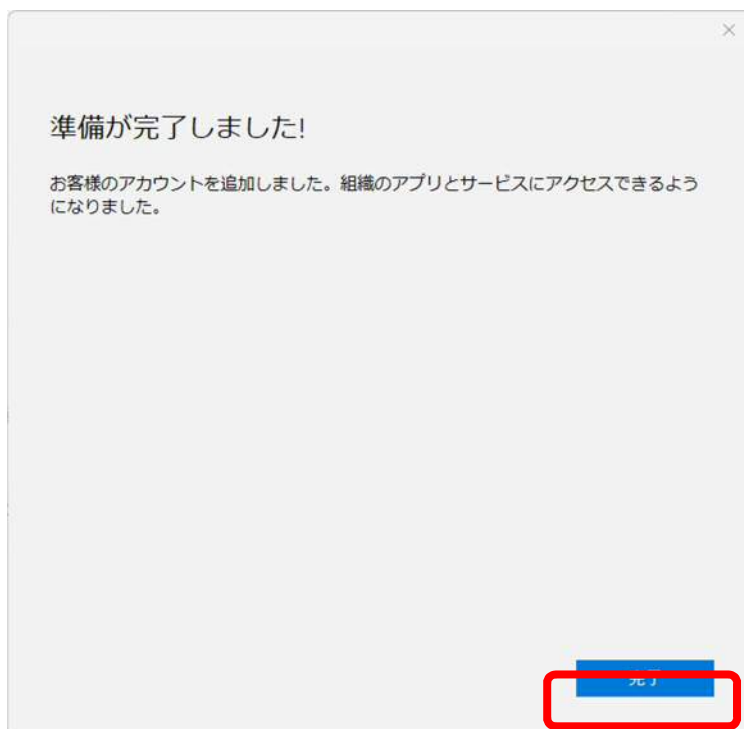 準備が完了しました!
お客様のアカウントを追加しました。組織のアプリとサービスにアクセスできるよう
になりました。
完了